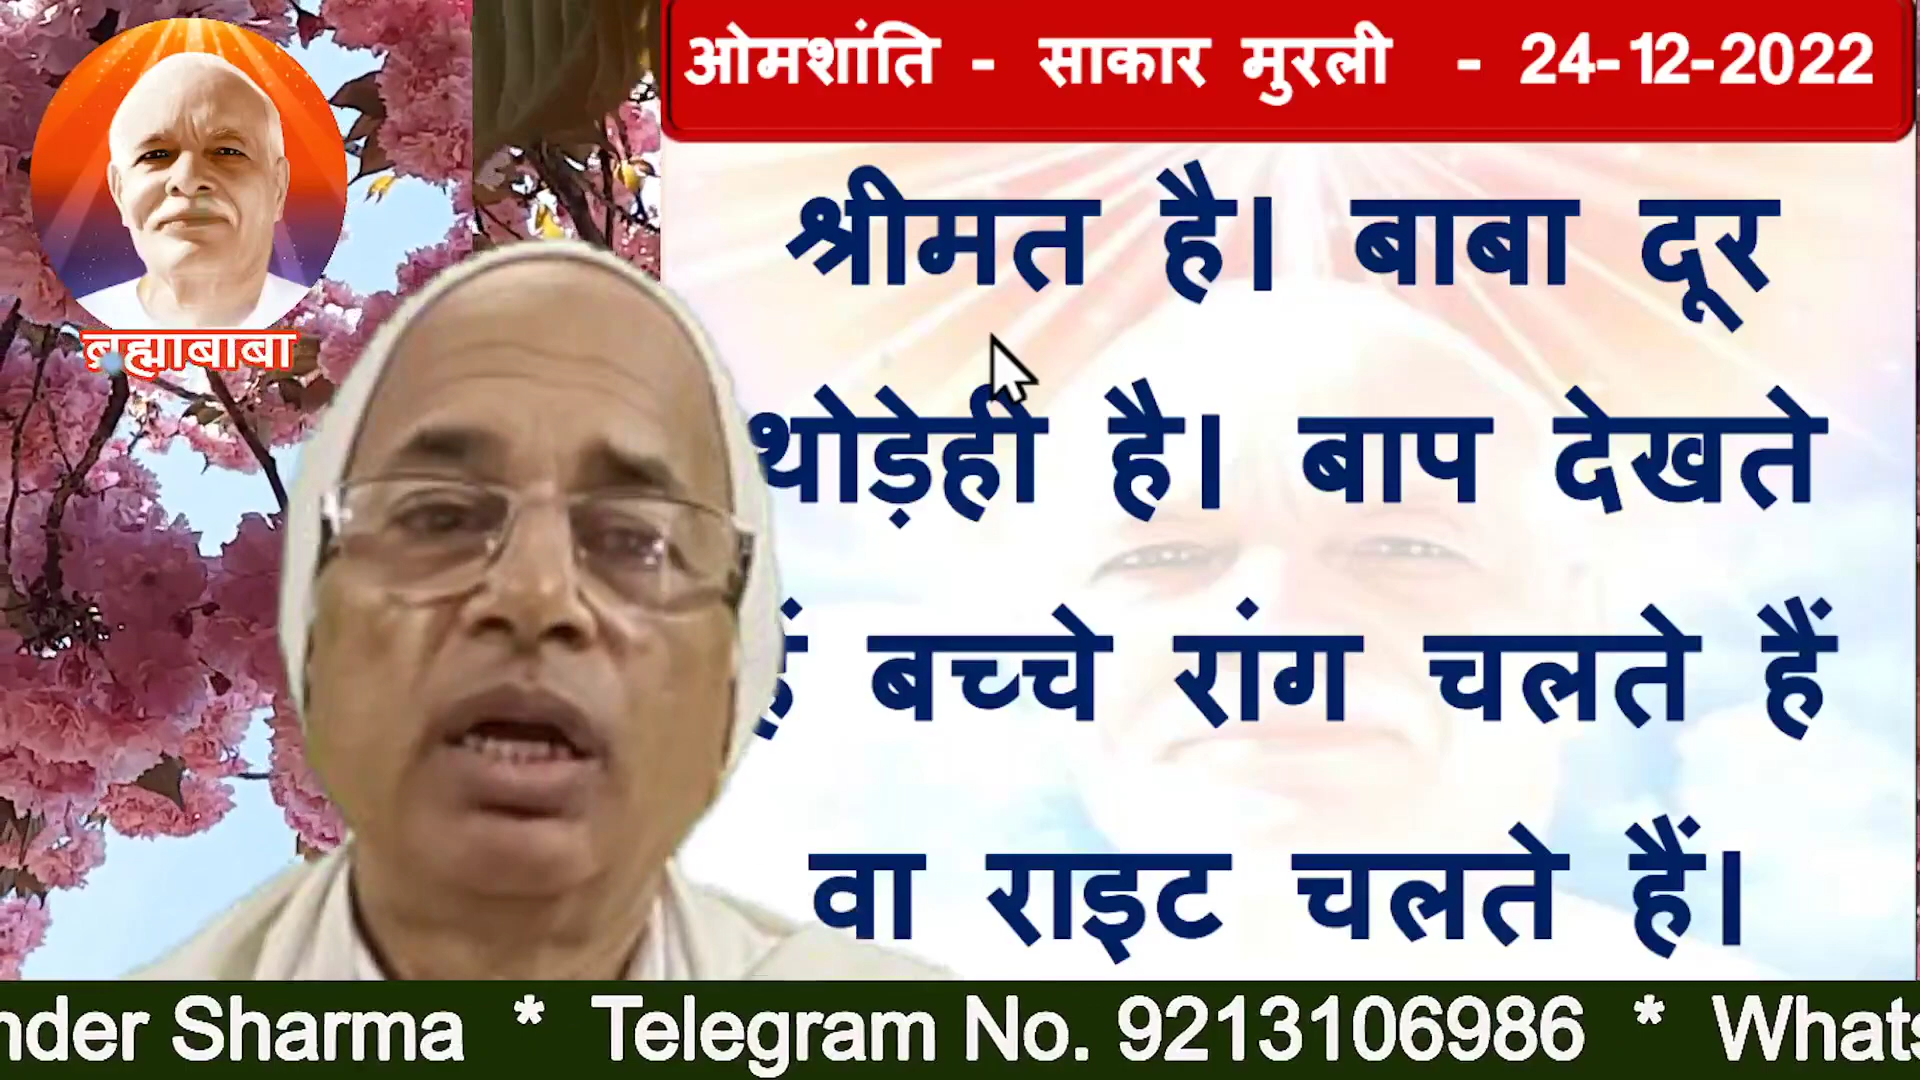 ओमशांति - साकार मुरली - 24-12-2022
ब्रह्माबाबा
श्रीमत है। बाबा दूर
थोड़ेही है। बाप देखते
हैं बच्चे रांग चलते हैं
वा राइट चलते हैं।
nder Sharma * Telegram No. 9213106986 * Whats